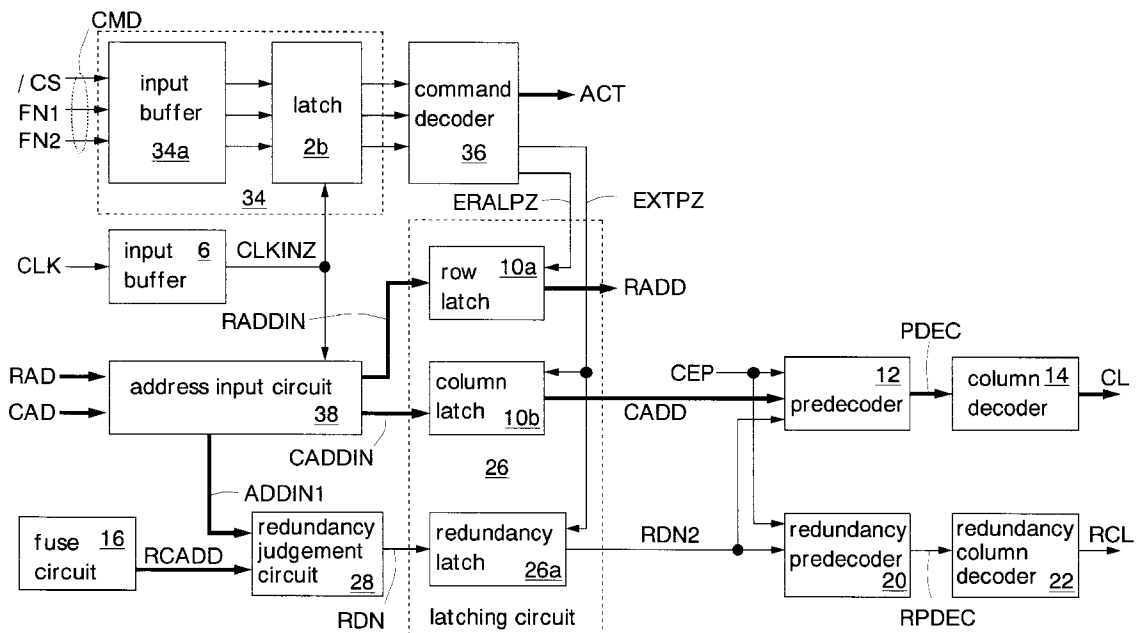 CMD
/ CS
FN1
FN2
input
buffer
34a
latch
2b
34
command
decoder
36
ACT
ERALPZ
EXTPZ
CLK
input
buffer
6
CLKINZ
row
latch
10a
RADD
RADDIN
RAD
CAD
address input circuit
38
column
latch
10b
CADDIN
CEP
CADD
12
predecoder
PDEC
column
decoder
14
CL
26
ADDIN1
fuse
circuit
16
RCADD
redundancy
judgement
circuit
28
RDN
redundancy
latch
26a
RDN2
redundancy
predecoder
20
RPDEC
redundancy
column
decoder
22
RCL
latching circuit